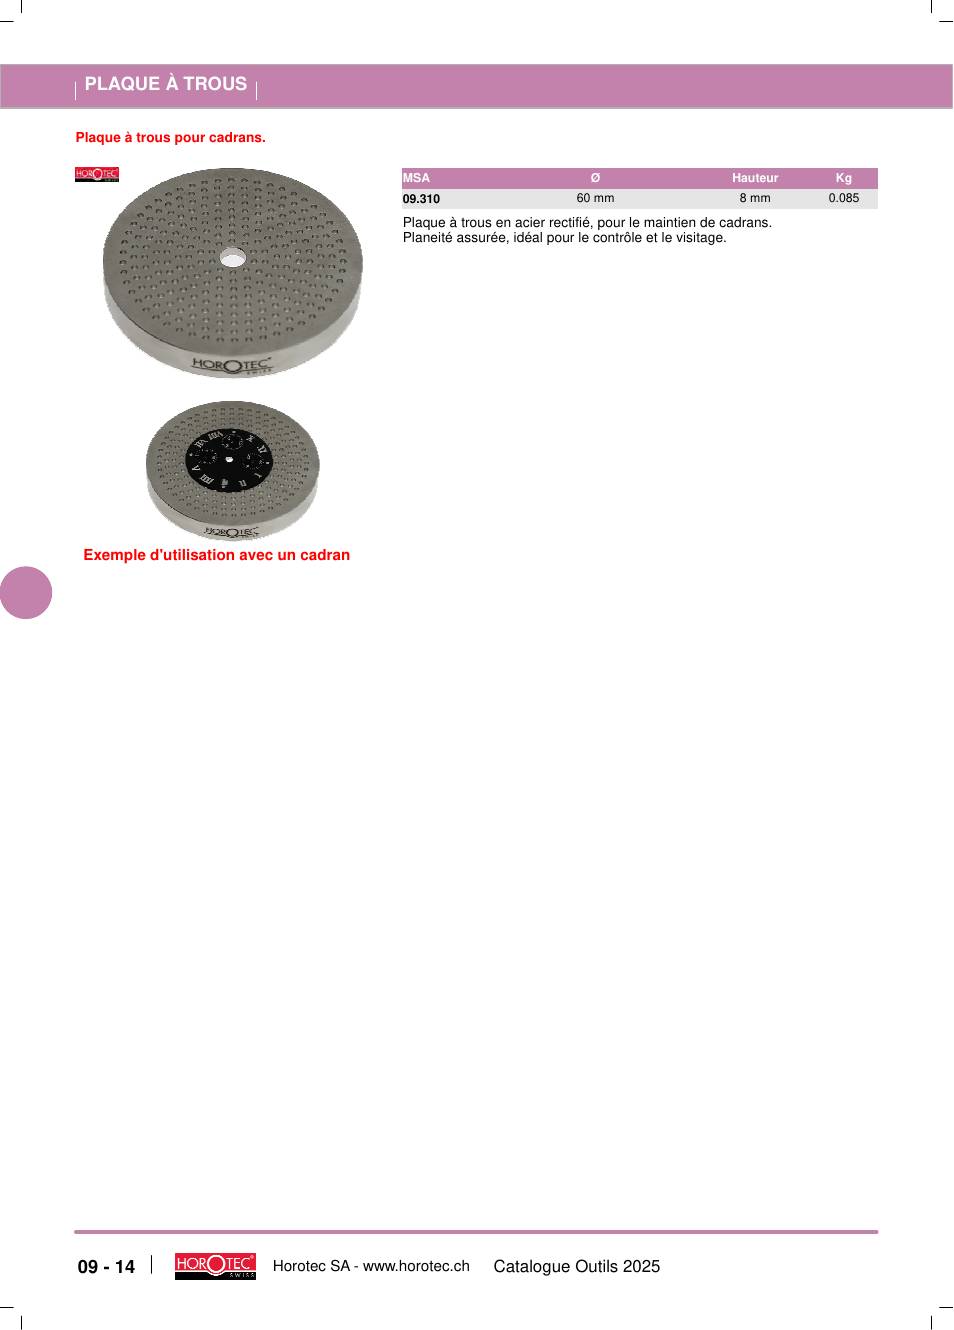 PLAQUE À TROUS
Plaque à trous pour cadrans.
HOROTEC
MSA Ø Hauteur Kg
09.310 60 mm 8 mm 0.085
Plaque à trous en acier rectifié, pour le maintien de cadrans.
Planeité assurée, idéal pour le contrôle et le visitage.
HOROTEC®
SWISS
HOROTEC
Exemple d'utilisation avec un cadran
09 - 14 HOROTEC® Horotec SA - www.horotec.ch Catalogue Outils 2025
SWISS